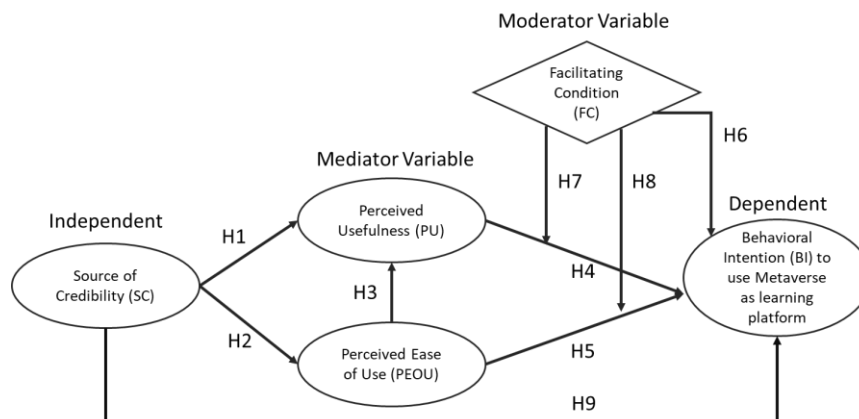 Moderator Variable
Facilitating
Condition
(FC)
H6
H7
H8
Mediator Variable
Independent
Dependent
Perceived
Usefulness (PU)
H1
Source of
Credibility (SC)
H3
H4
Behavioral
Intention (BI) to
use Metaverse
as learning
platform
H2
Perceived Ease
of Use (PEOU)
H5
H9